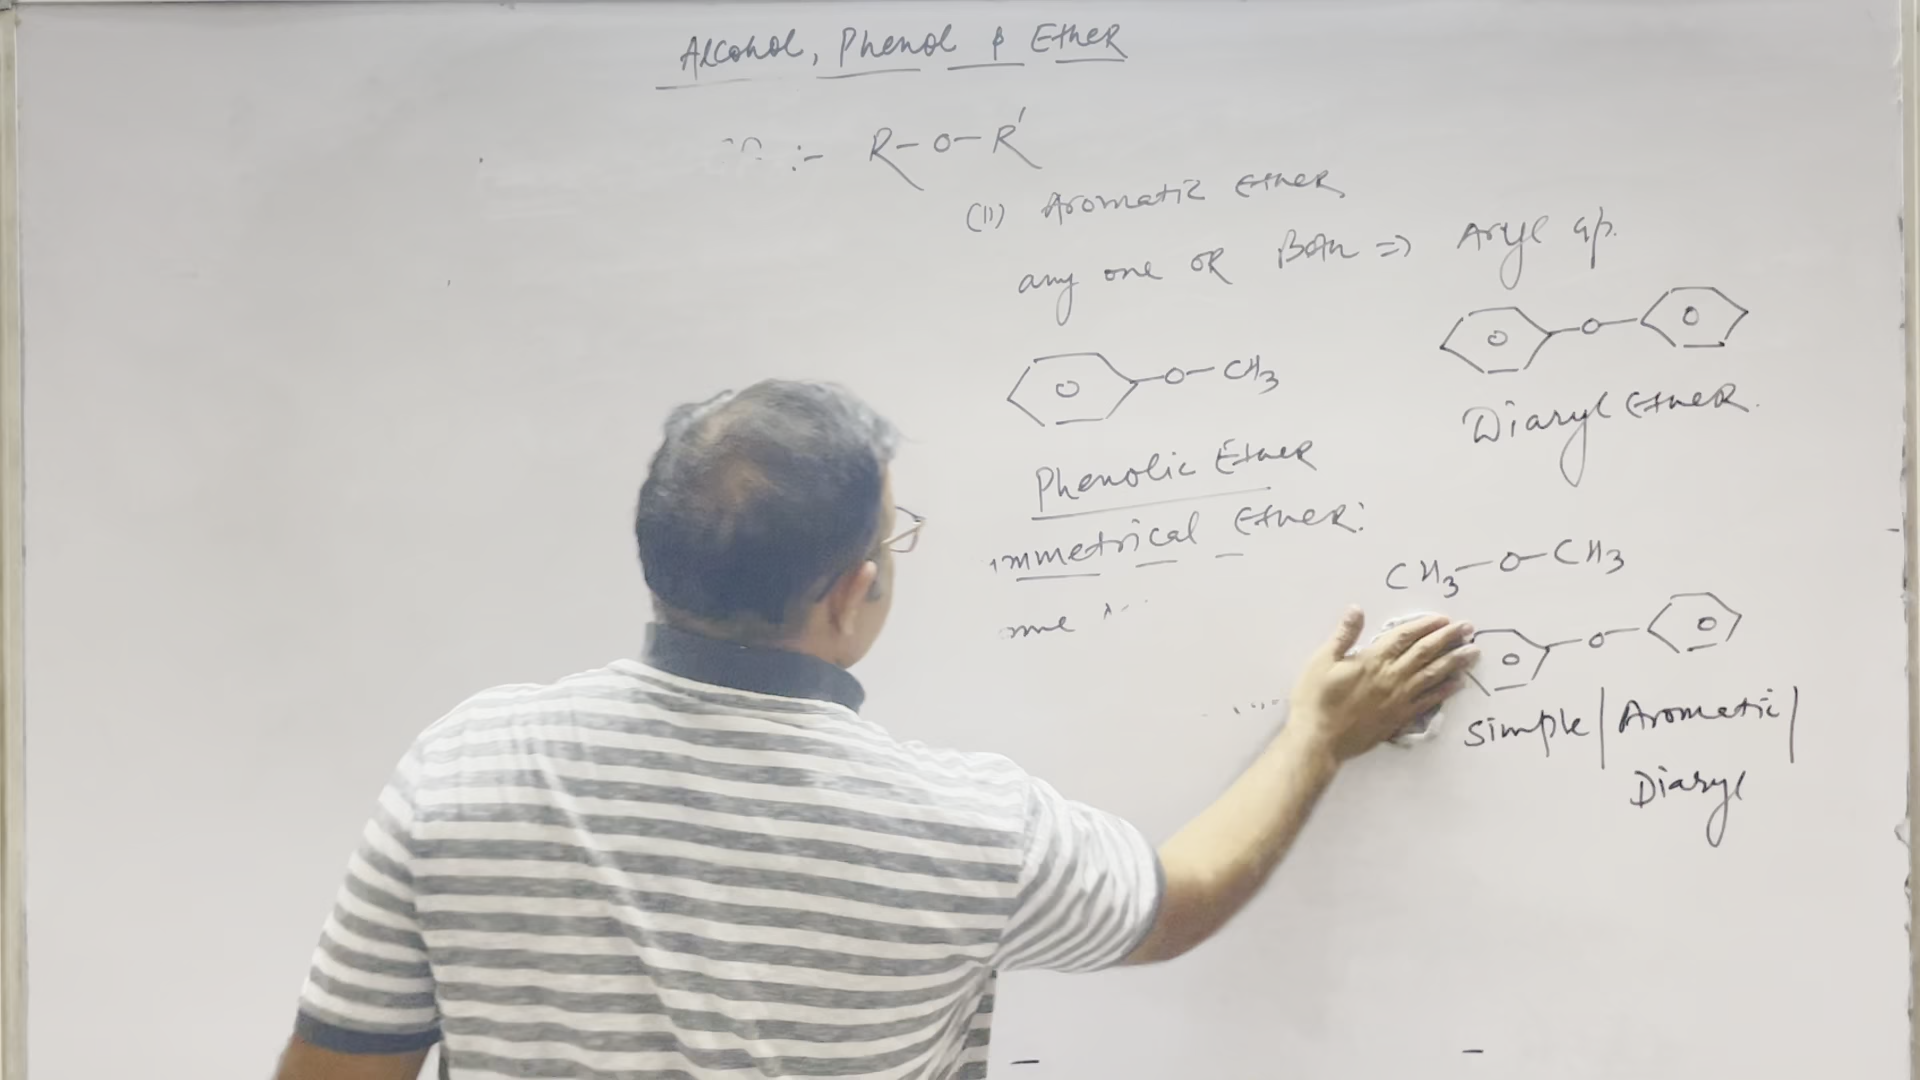 Alcohol, Phenol & Ether
:- R-O-R'
(II) Aromatic Ether
any one OR Both => Aryl gp.
O-CH3
O
Phenolic Ether
Diaryl Ether.
mmetrical Ether:
CH3-O-CH3
O
Simple | Aromatic |
Diaryl